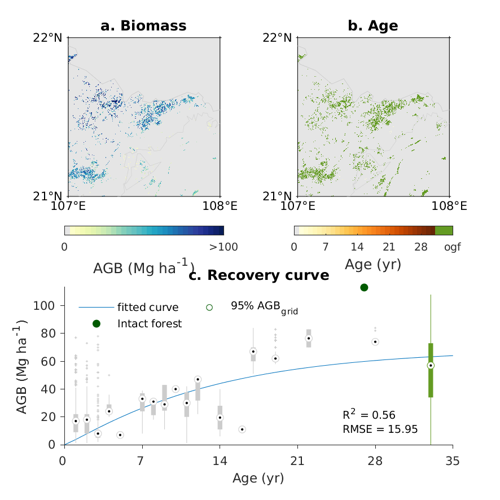 a. Biomass
b. Age
22°N
22°N
21°N
21°N
107°E
108°E
107°E
108°E
0
>100
0
7
14
21
28
ogf
AGB (Mg ha-1)
Age (yr)
c. Recovery curve
fitted curve
95% AGBgrid
Intact forest
100
80
60
40
20
0
AGB (Mg ha-1)
R2 = 0.56
RMSE = 15.95
0
7
14
21
28
35
Age (yr)